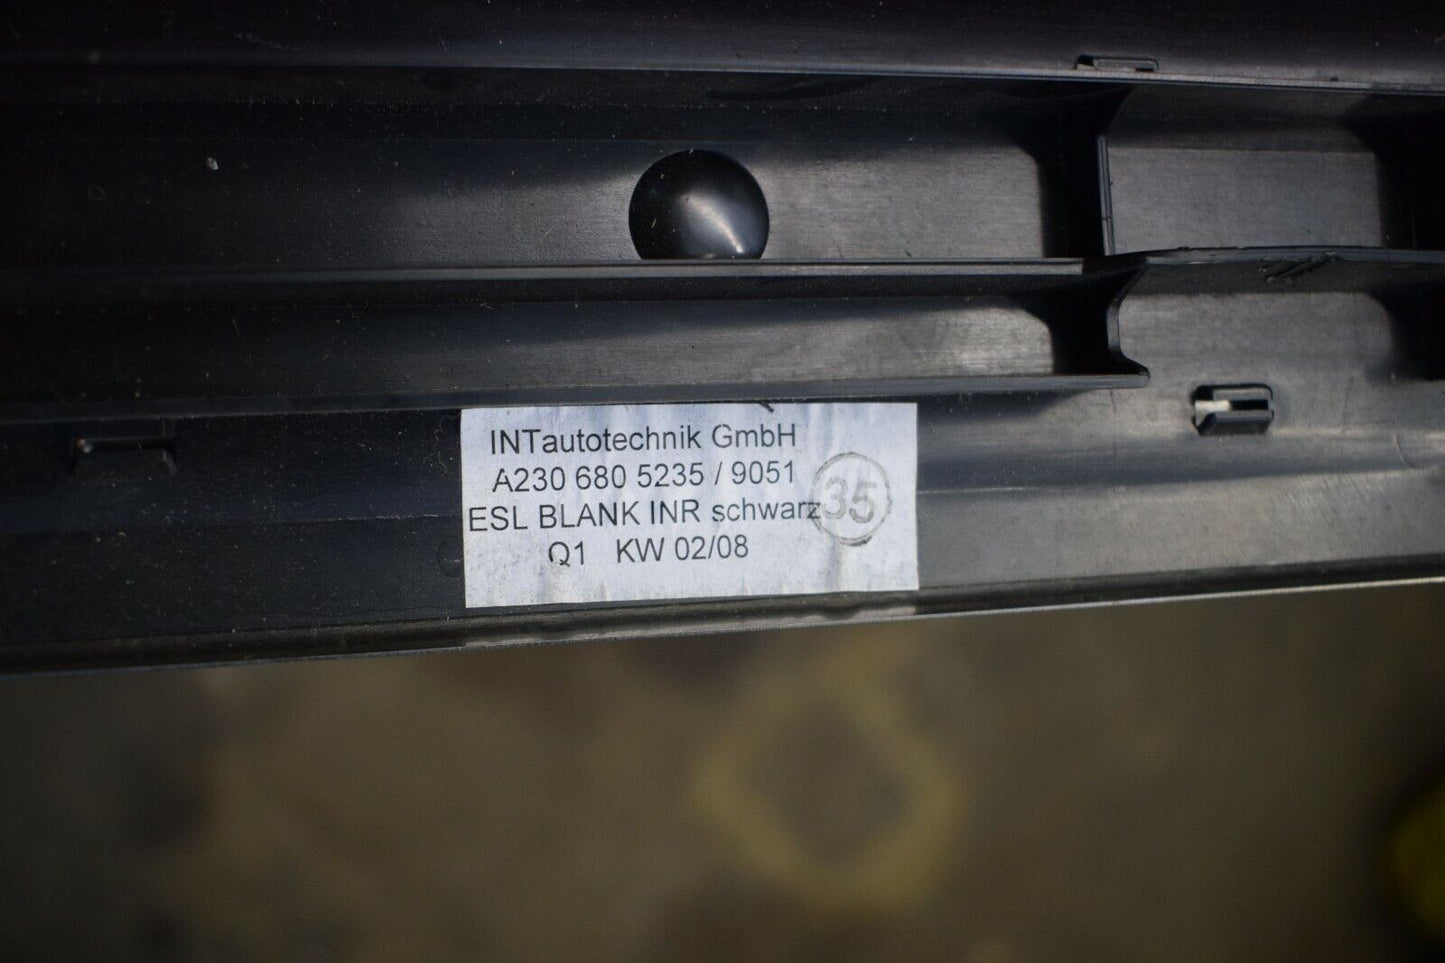 INTautotechnik GmbH
A230 680 5235 / 9051
ESL BLANK INR schwarz
35
Q1 KW 02/08